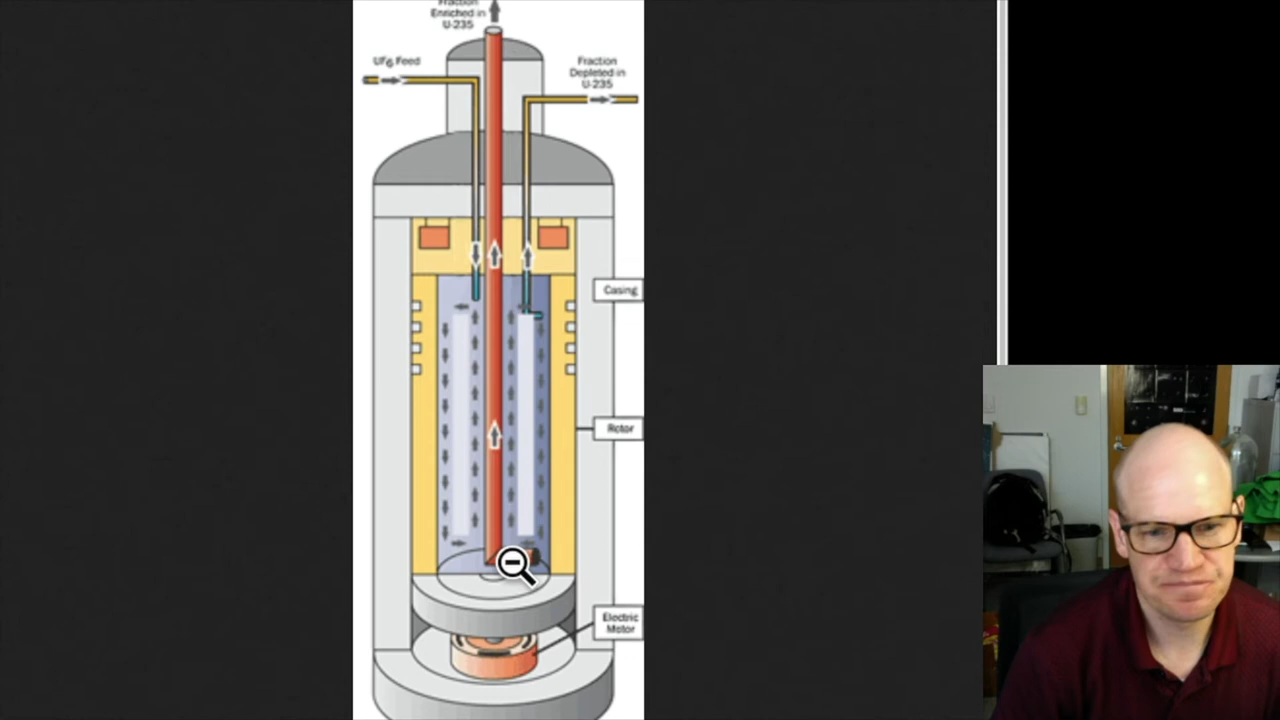 Fraction
Enriched in
U-235
UF6 Feed
Fraction
Depleted in
U-235
Casing
Rotor
Electric
Motor